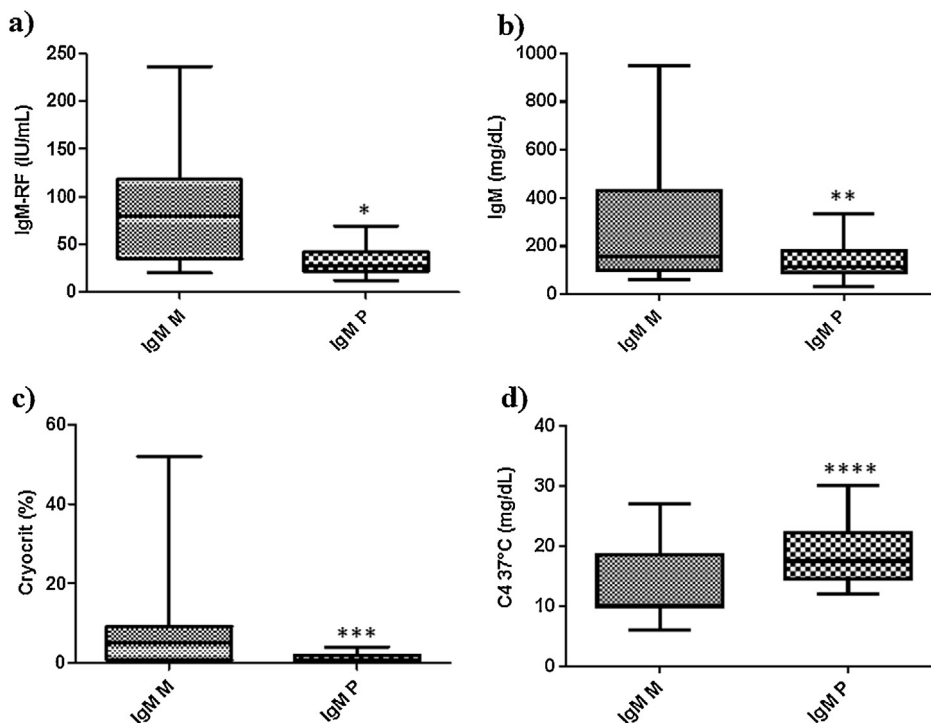 a)
IgM-RF (IU/mL)
250
200
150
100
50
0
*
IgM M
IgM P
b)
IgM (mg/dL)
1000
800
600
400
200
0
**
IgM M
IgM P
c)
Cryocrit (%)
60
40
20
0
***
IgM M
IgM P
d)
C4 37°C (mg/dL)
40
30
20
10
0
****
IgM M
IgM P